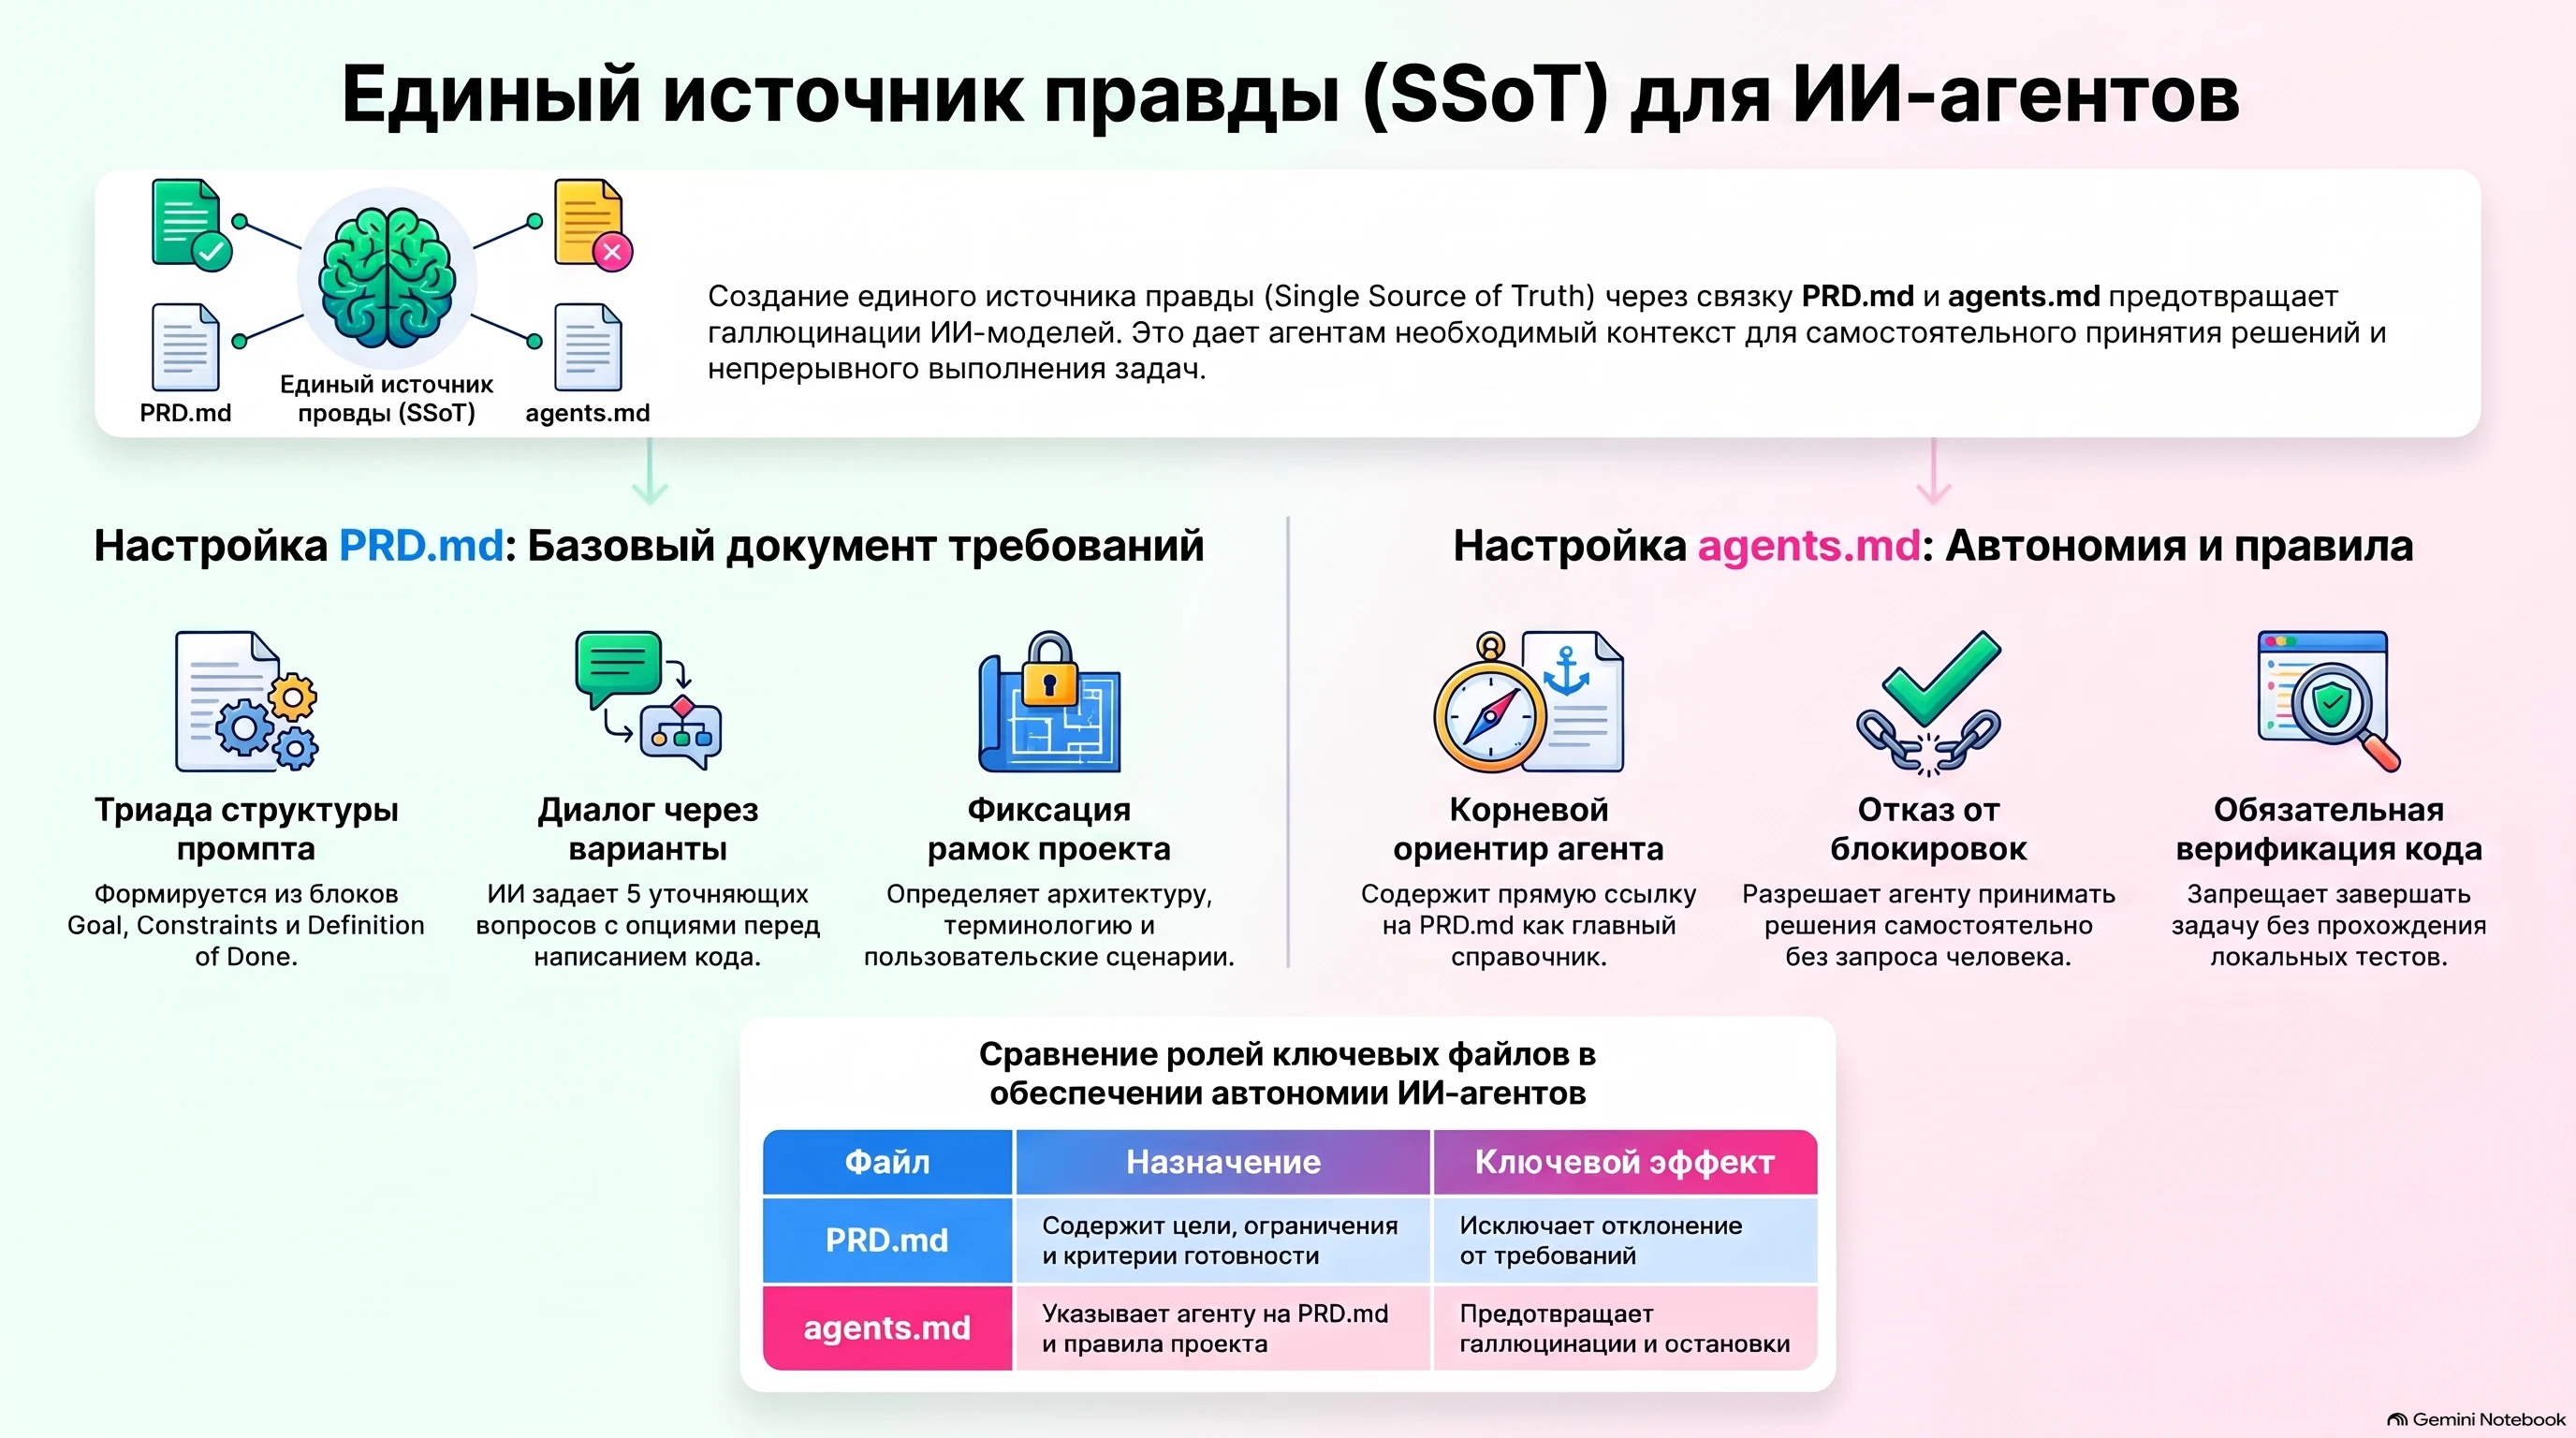 Единый источник правды (SSoT) для ИИ-агентов
PRD.md
Единый источник
провды (SSoT)
agents.md
Создание единого источника правды (Single Source of Truth) через связку PRD.md и agents.md предотвращает
галлюцинации ИИ-моделей. Это дает агентам необходимый контекст для самостоятельного принятия решений и
непрерывного выполнения задач.
Настройка PRD.md: Базовый документ требований
Триада структуры
промпта
Формируется из блоков
Goal, Constraints и Definition
of Done.
Диалог через
варианты
ИИ задает 5 уточняющих
вопросов с опциями перед
написанием кода.
Фиксация
рамок проекта
Определяет архитектуру,
терминологию и
пользовательские сценарии.
Настройка agents.md: Автономия и правила
Корневой
ориентир агента
Содержит прямую ссылку
на PRD.md как главный
справочник.
Отказ от
блокировок
Разрешает агенту принимать
решения самостоятельно
без запроса человека.
Обязательная
верификация кода
Запрещает завершать
задачу без прохождения
локальных тестов.
Сравнение ролей ключевых файлов в
обеспечении автономии ИИ-агентов
Файл
Назначение
Ключевой эффект
PRD.md
Содержит цели, ограничения
и критерии готовности
Исключает отклонение
от требований
agents.md
Указывает агенту на PRD.md
и правила проекта
Предотвращает
галлюцинации и остановки
Gemini Notebook